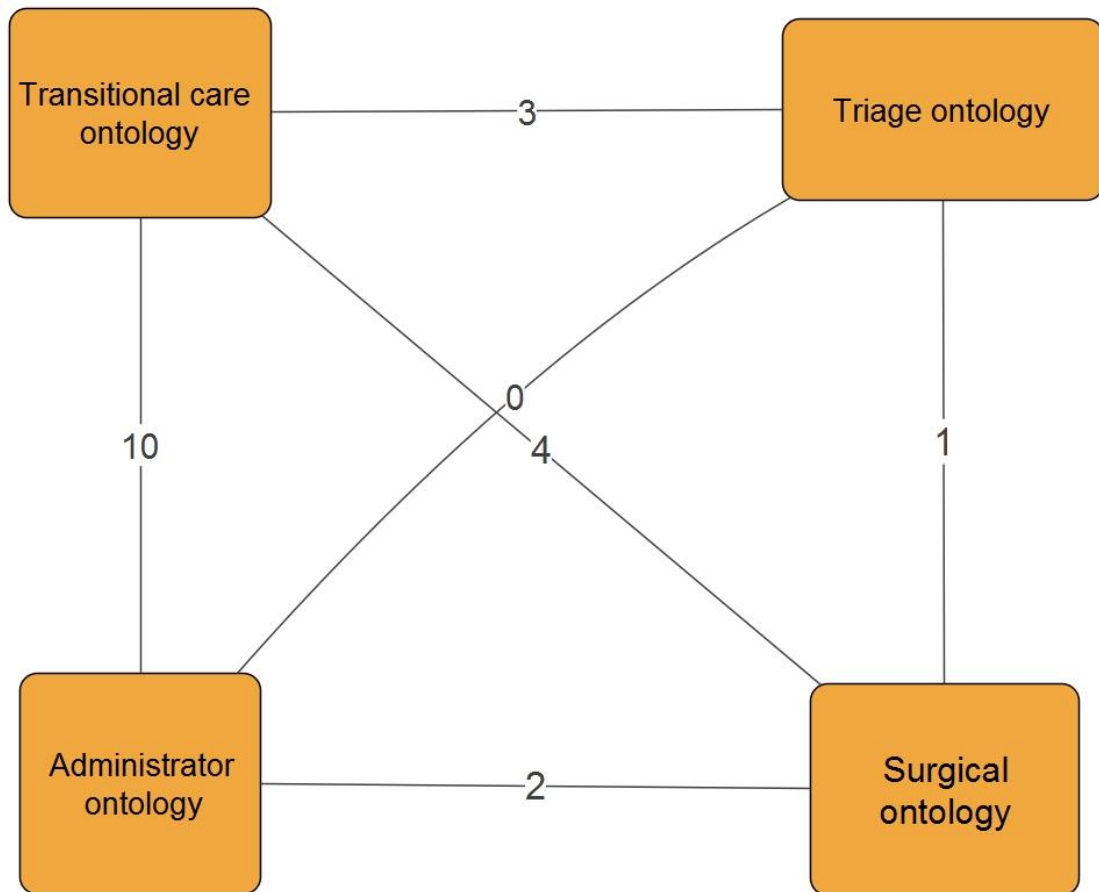 Transitional care
ontology
3
Triage ontology
0
10
4
1
Administrator
ontology
2
Surgical
ontology